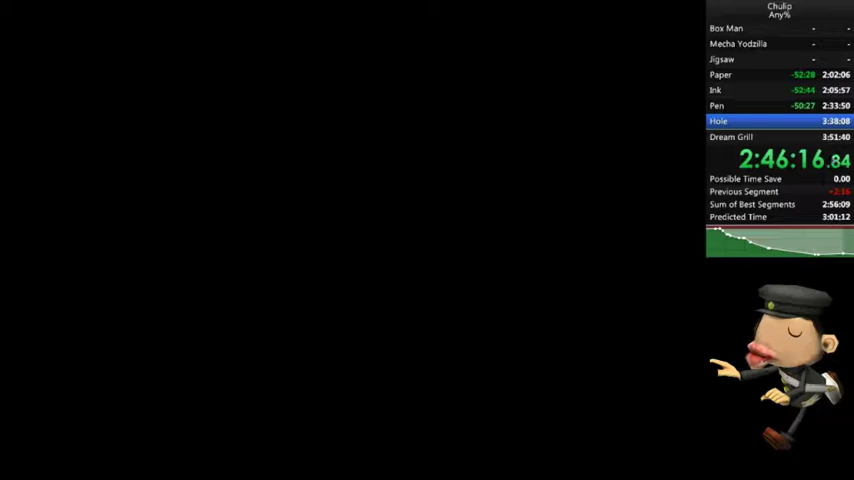 Chulip
Any%
Box Man - -
Mecha Yodzilla - -
Jigsaw - -
Paper -52:28 2:02:06
Ink -52:44 2:05:57
Pen -50:27 2:33:50
Hole 3:38:08
Dream Grill 3:51:40
2:46:16.84
Possible Time Save 0.00
Previous Segment +2:16
Sum of Best Segments 2:56:09
Predicted Time 3:01:12